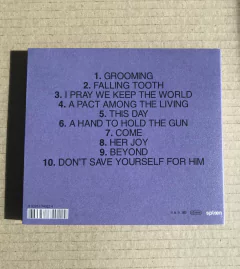 1. GROOMING
2. FALLING TOOTH
3. I PRAY WE KEEP THE WORLD
4. A PACT AMONG THE LIVING
5. THIS DAY
6. A HAND TO HOLD THE GUN
7. COME
8. HER JOY
9. BEYOND
10. DON'T SAVE YOURSELF FOR HIM